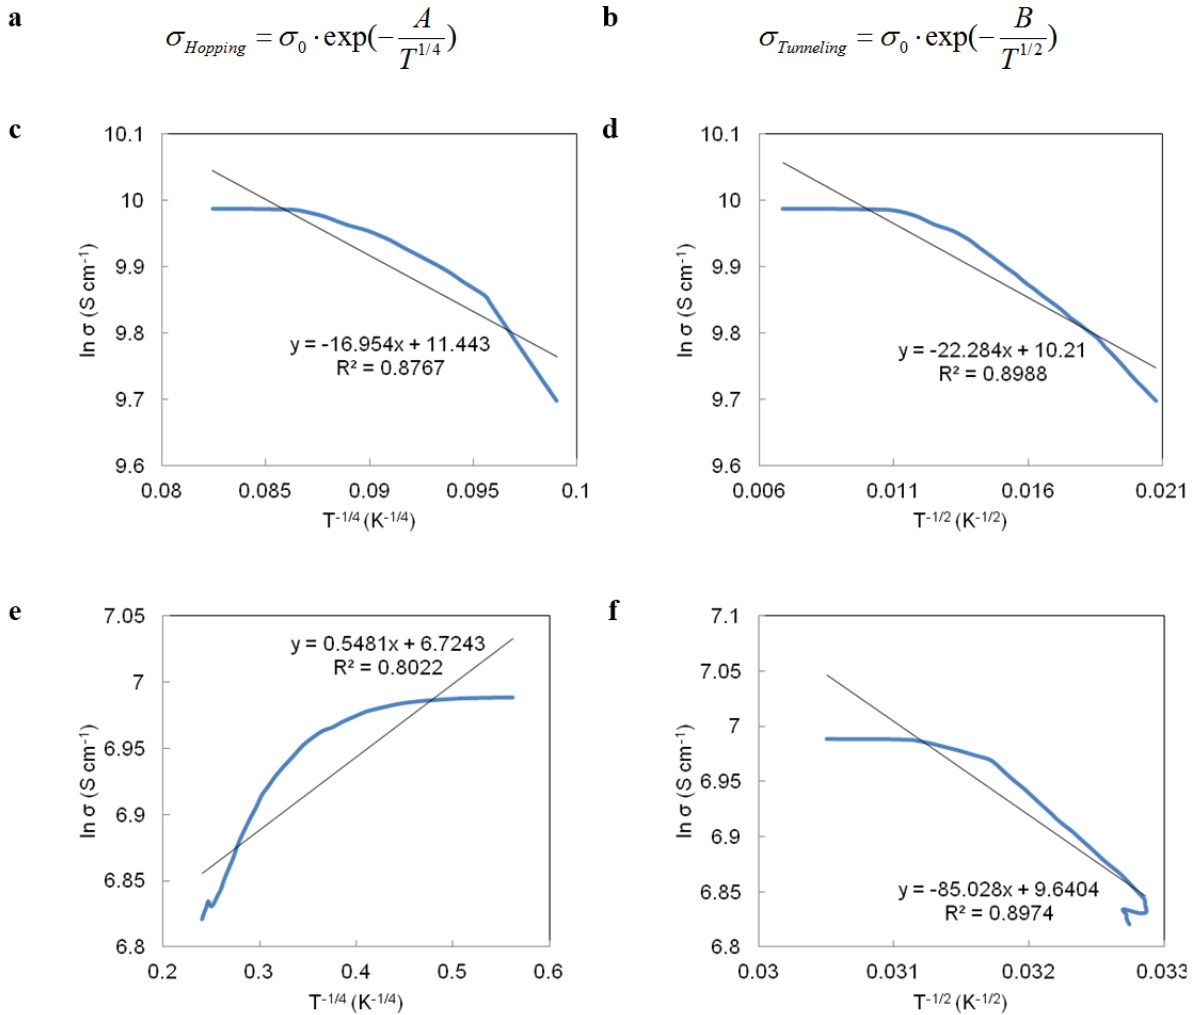 a
σHopping = σ0 · exp(− A / T^1/4)
b
σTunneling = σ0 · exp(− B / T^1/2)
c
10.1
10
9.9
9.8
9.7
9.6
ln σ (S cm-1)
y = -16.954x + 11.443
R² = 0.8767
0.08 0.085 0.09 0.095 0.1
T-1/4 (K-1/4)
d
10.1
10
9.9
9.8
9.7
9.6
ln σ (S cm-1)
y = -22.284x + 10.21
R² = 0.8988
0.006 0.011 0.016 0.021
T-1/2 (K-1/2)
e
7.05
7
6.95
6.9
6.85
6.8
ln σ (S cm-1)
y = 0.5481x + 6.7243
R² = 0.8022
0.2 0.3 0.4 0.5 0.6
T-1/4 (K-1/4)
f
7.1
7.05
7
6.95
6.9
6.85
6.8
ln σ (S cm-1)
y = -85.028x + 9.6404
R² = 0.8974
0.03 0.031 0.032 0.033
T-1/2 (K-1/2)